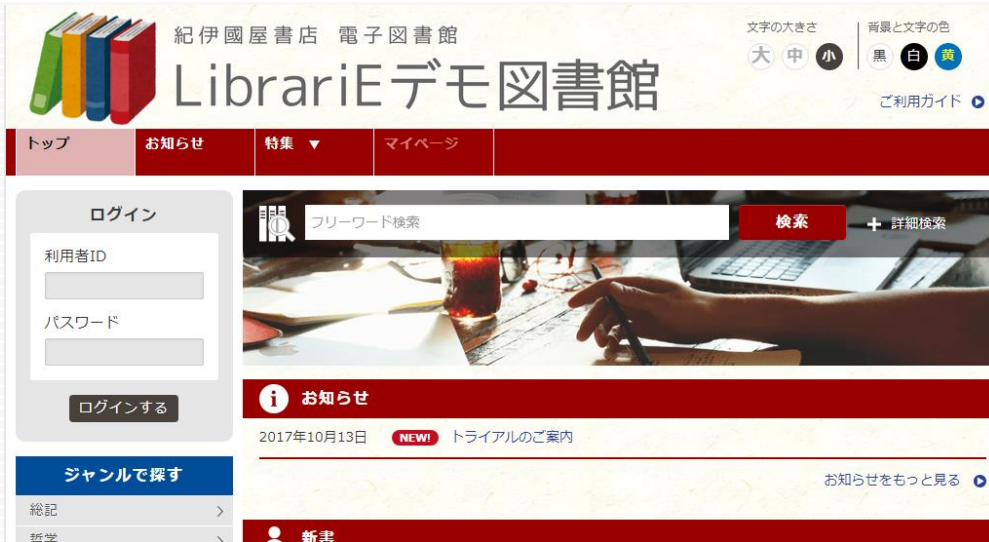 紀伊國屋書店 電子図書館
LibrariEデモ図書館
文字の大きさ
大 中 小
背景と文字の色
黒 白 黄
ご利用ガイド
トップ お知らせ 特集 ▼ マイページ
ログイン
利用者ID
パスワード
ログインする
フリーワード検索 検索 + 詳細検索
i お知らせ
2017年10月13日 NEW! トライアルのご案内
お知らせをもっと見る
ジャンルで探す
総記
哲学
新書